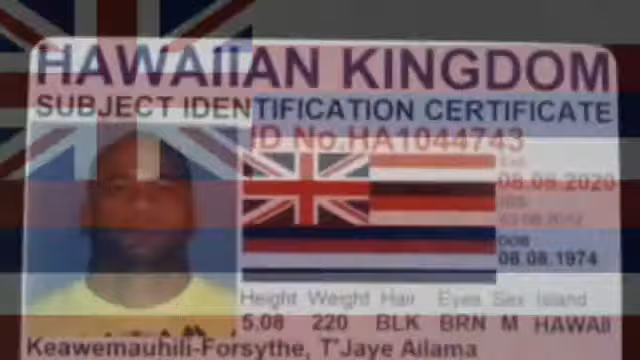 HAWAIIAN KINGDOM
SUBJECT IDENTIFICATION CERTIFICATE
ID No.HA1044743
08.08.2020
DOB
08.08.1974
Height Weight Hair Eyes Sex Island
5.08 220 BLK BRN M HAWAII
Keawemauhili-Forsythe, T'Jaye Ailama